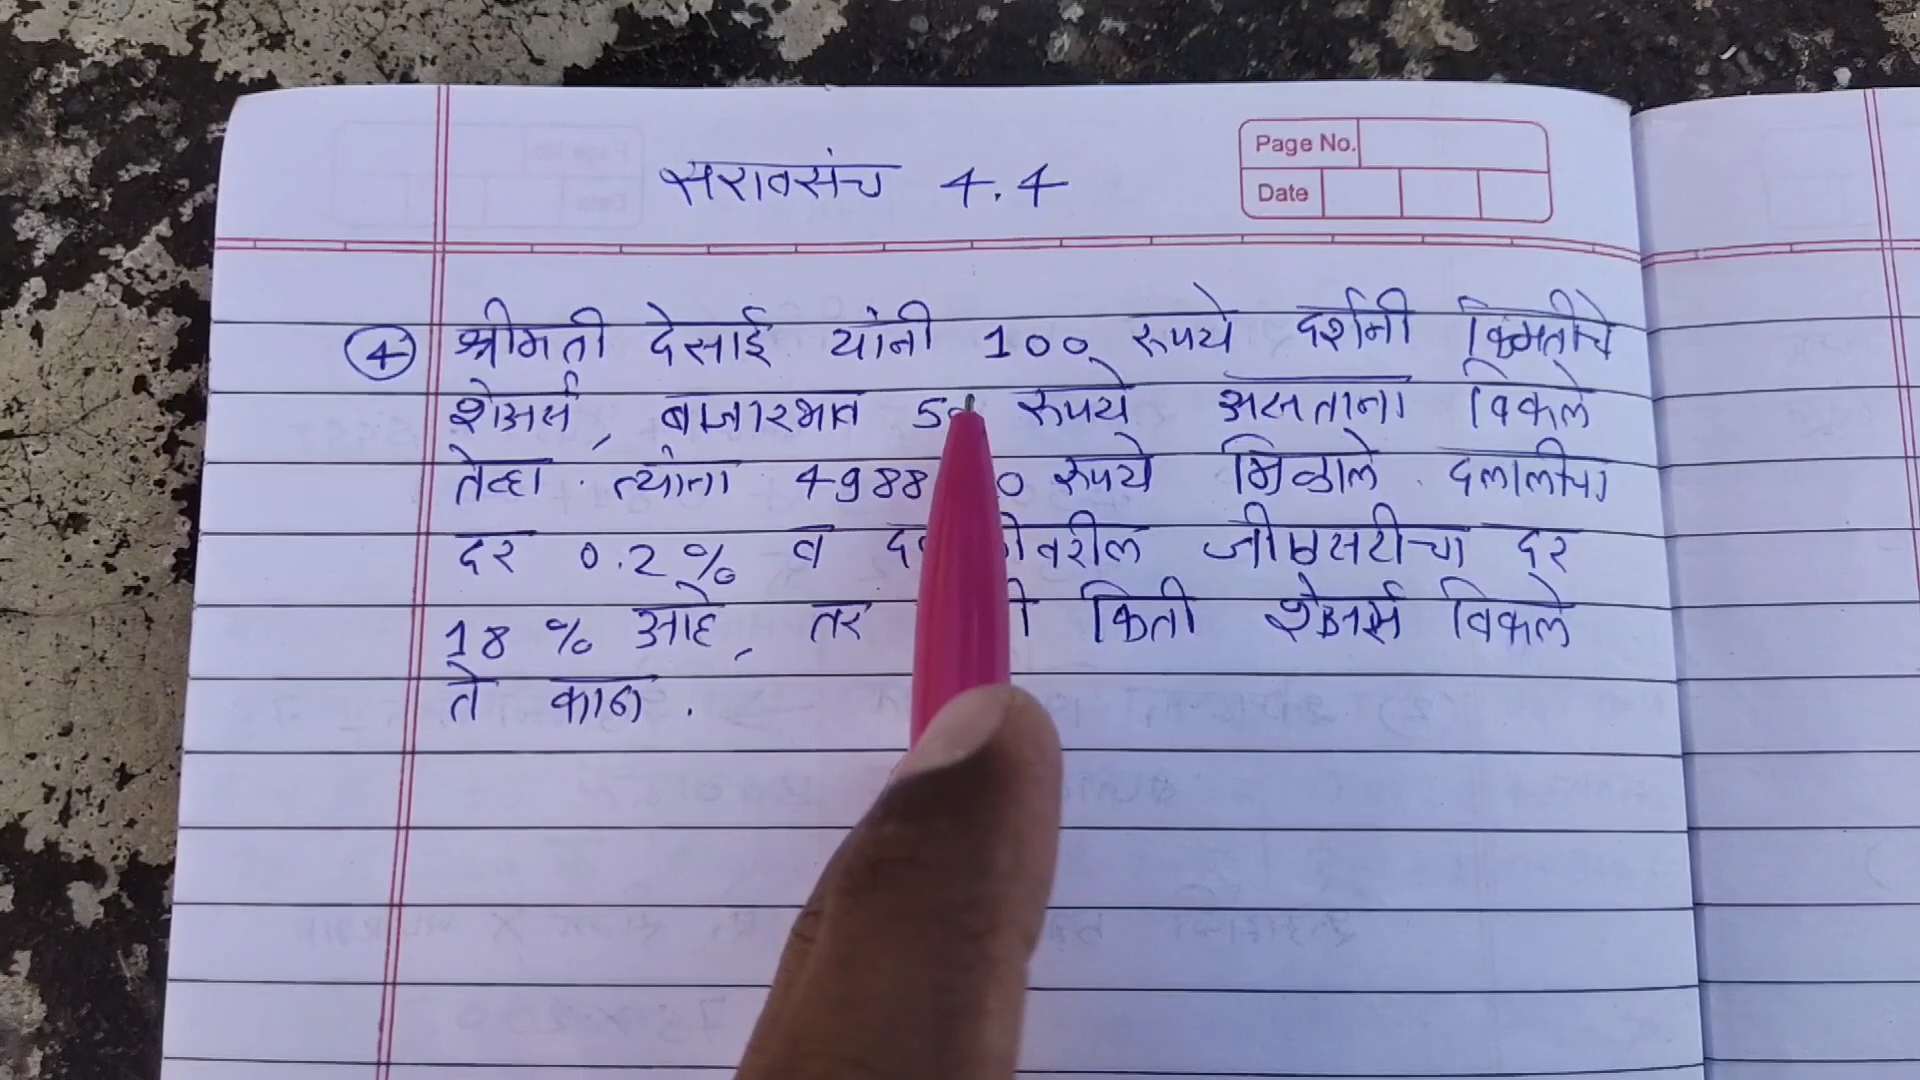 सरावसंच 4.4
Page No.
Date
④ श्रीमती देसाई यांनी 100 रुपये दर्शनी किंमतीचे
शेअर्स, बाजारभाव रुपये असताना विकले
तेव्हा त्यांना रुपये मिळाले. दलालीचा
दर 0.2% व जीएसटीचा दर
18 % आहे, तर किती शेअर्स विकले
ते काढा.